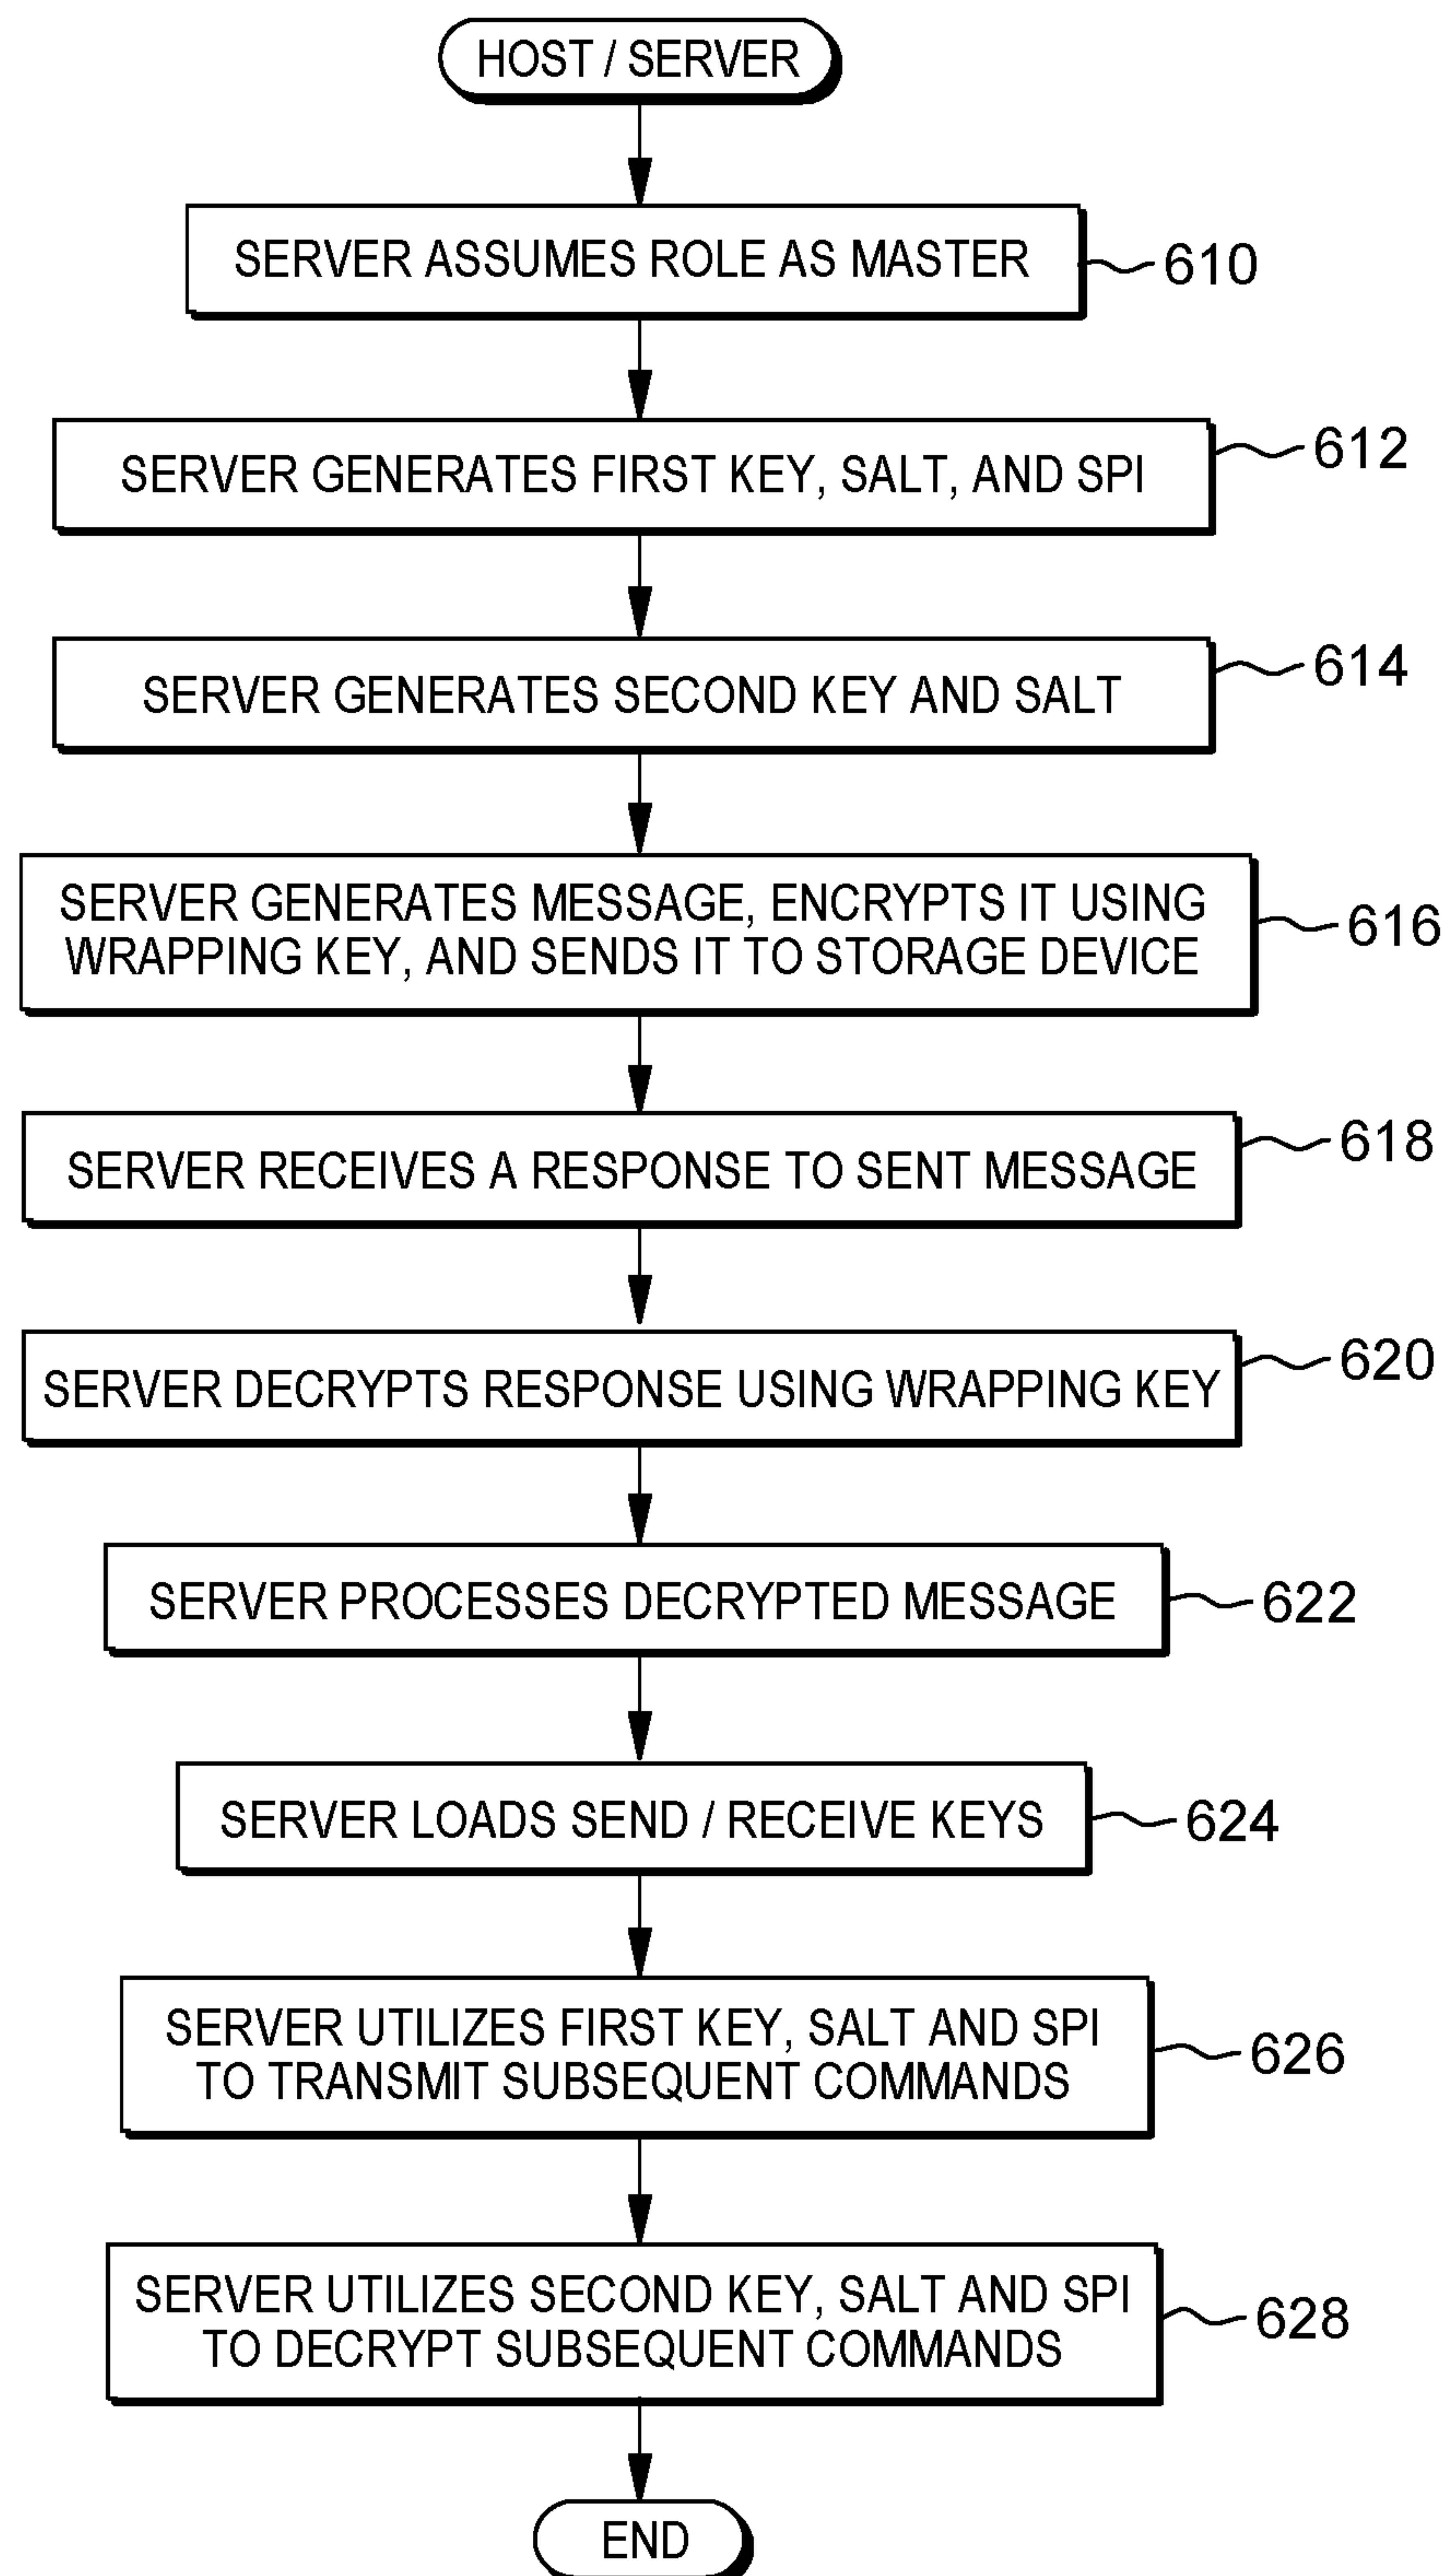 HOST / SERVER
SERVER ASSUMES ROLE AS MASTER
610
SERVER GENERATES FIRST KEY, SALT, AND SPI
612
SERVER GENERATES SECOND KEY AND SALT
614
SERVER GENERATES MESSAGE, ENCRYPTS IT USING
WRAPPING KEY, AND SENDS IT TO STORAGE DEVICE
616
SERVER RECEIVES A RESPONSE TO SENT MESSAGE
618
SERVER DECRYPTS RESPONSE USING WRAPPING KEY
620
SERVER PROCESSES DECRYPTED MESSAGE
622
SERVER LOADS SEND / RECEIVE KEYS
624
SERVER UTILIZES FIRST KEY, SALT AND SPI
TO TRANSMIT SUBSEQUENT COMMANDS
626
SERVER UTILIZES SECOND KEY, SALT AND SPI
TO DECRYPT SUBSEQUENT COMMANDS
628
END